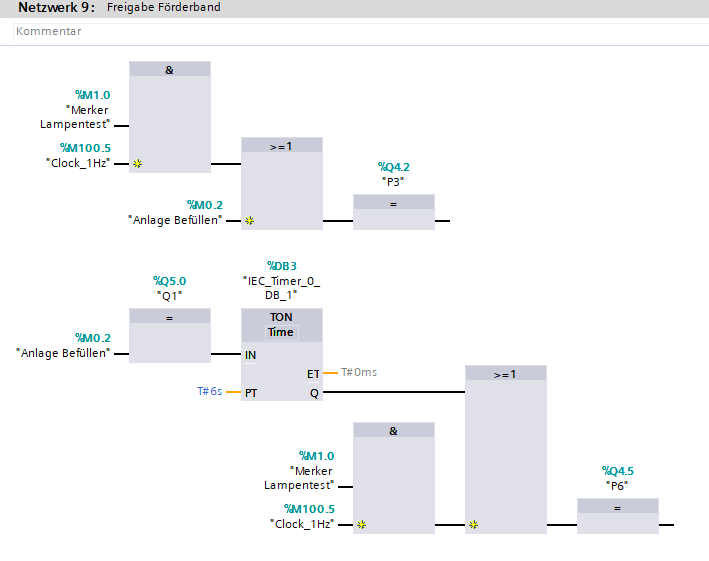 Netzwerk 9: Freigabe Förderband
Kommentar
&
%M1.0
"Merker
Lampentest"
%M100.5
"Clock_1Hz"
>=1
%M0.2
"Anlage Befüllen"
%Q4.2
"P3"
=
%Q5.0
"Q1"
=
%M0.2
"Anlage Befüllen"
%DB3
"IEC_Timer_0_
DB_1"
TON
Time
IN
ET
T#0ms
T#6s
PT
Q
>=1
&
%M1.0
"Merker
Lampentest"
%M100.5
"Clock_1Hz"
%Q4.5
"P6"
=